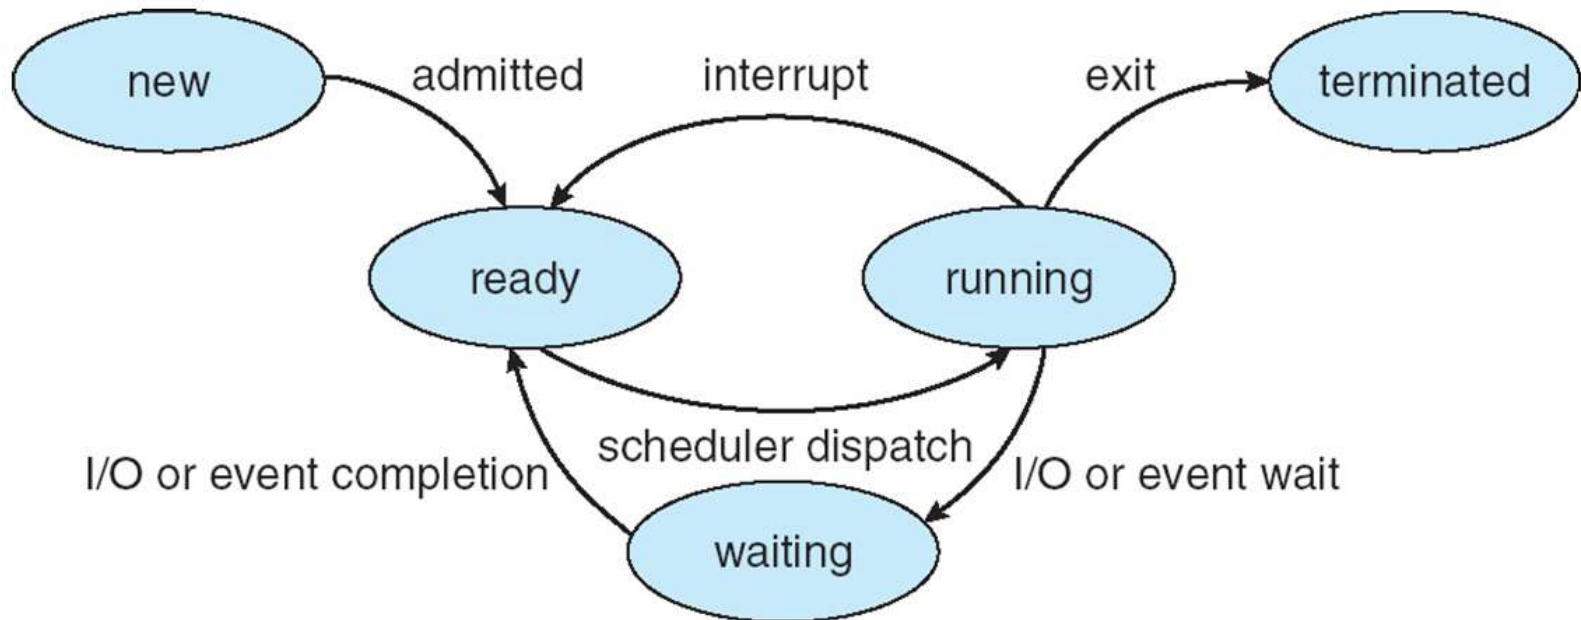 new
admitted
interrupt
exit
terminated
ready
running
scheduler dispatch
I/O or event completion
I/O or event wait
waiting